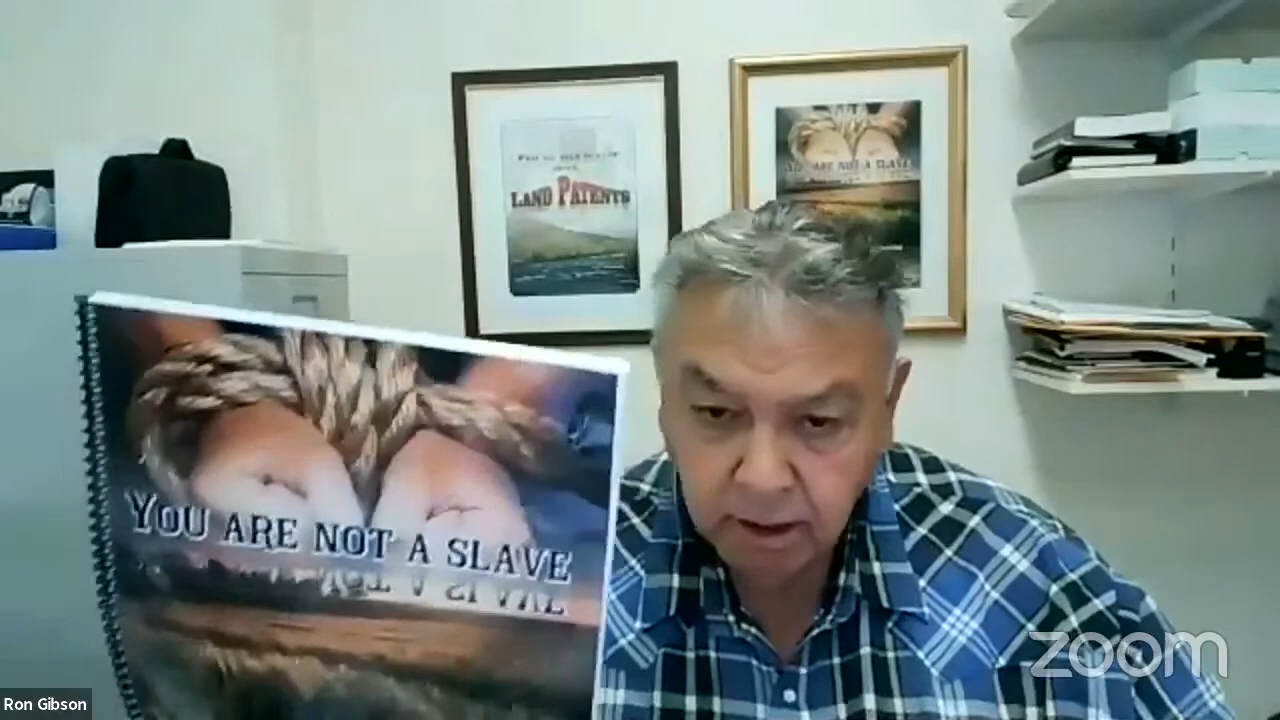 LAND PATENTS
YOU ARE NOT A SLAVE
YOU ARE NOT A SLAVE
zoom
Ron Gibson